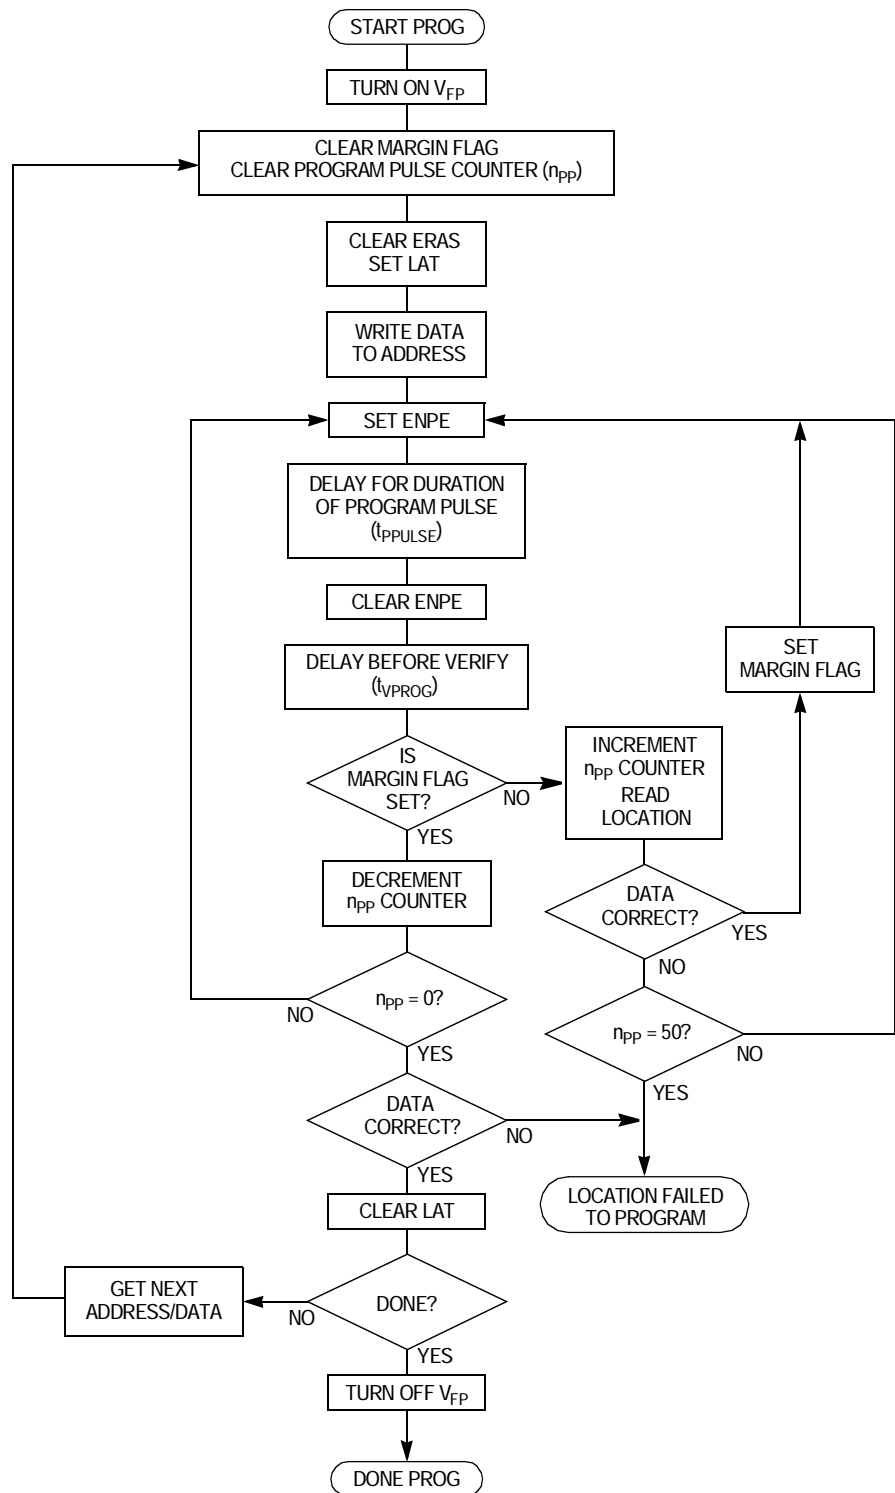 START PROG
TURN ON VFP
CLEAR MARGIN FLAG
CLEAR PROGRAM PULSE COUNTER (nPP)
CLEAR ERAS
SET LAT
WRITE DATA
TO ADDRESS
SET ENPE
DELAY FOR DURATION
OF PROGRAM PULSE
(tPPULSE)
CLEAR ENPE
DELAY BEFORE VERIFY
(tVPROG)
IS
MARGIN FLAG
SET?
NO
YES
INCREMENT
nPP COUNTER
READ
LOCATION
SET
MARGIN FLAG
DECREMENT
nPP COUNTER
DATA
CORRECT?
YES
NO
nPP = 0?
NO
YES
nPP = 50?
NO
YES
DATA
CORRECT?
NO
YES
LOCATION FAILED
TO PROGRAM
CLEAR LAT
GET NEXT
ADDRESS/DATA
DONE?
NO
YES
TURN OFF VFP
DONE PROG